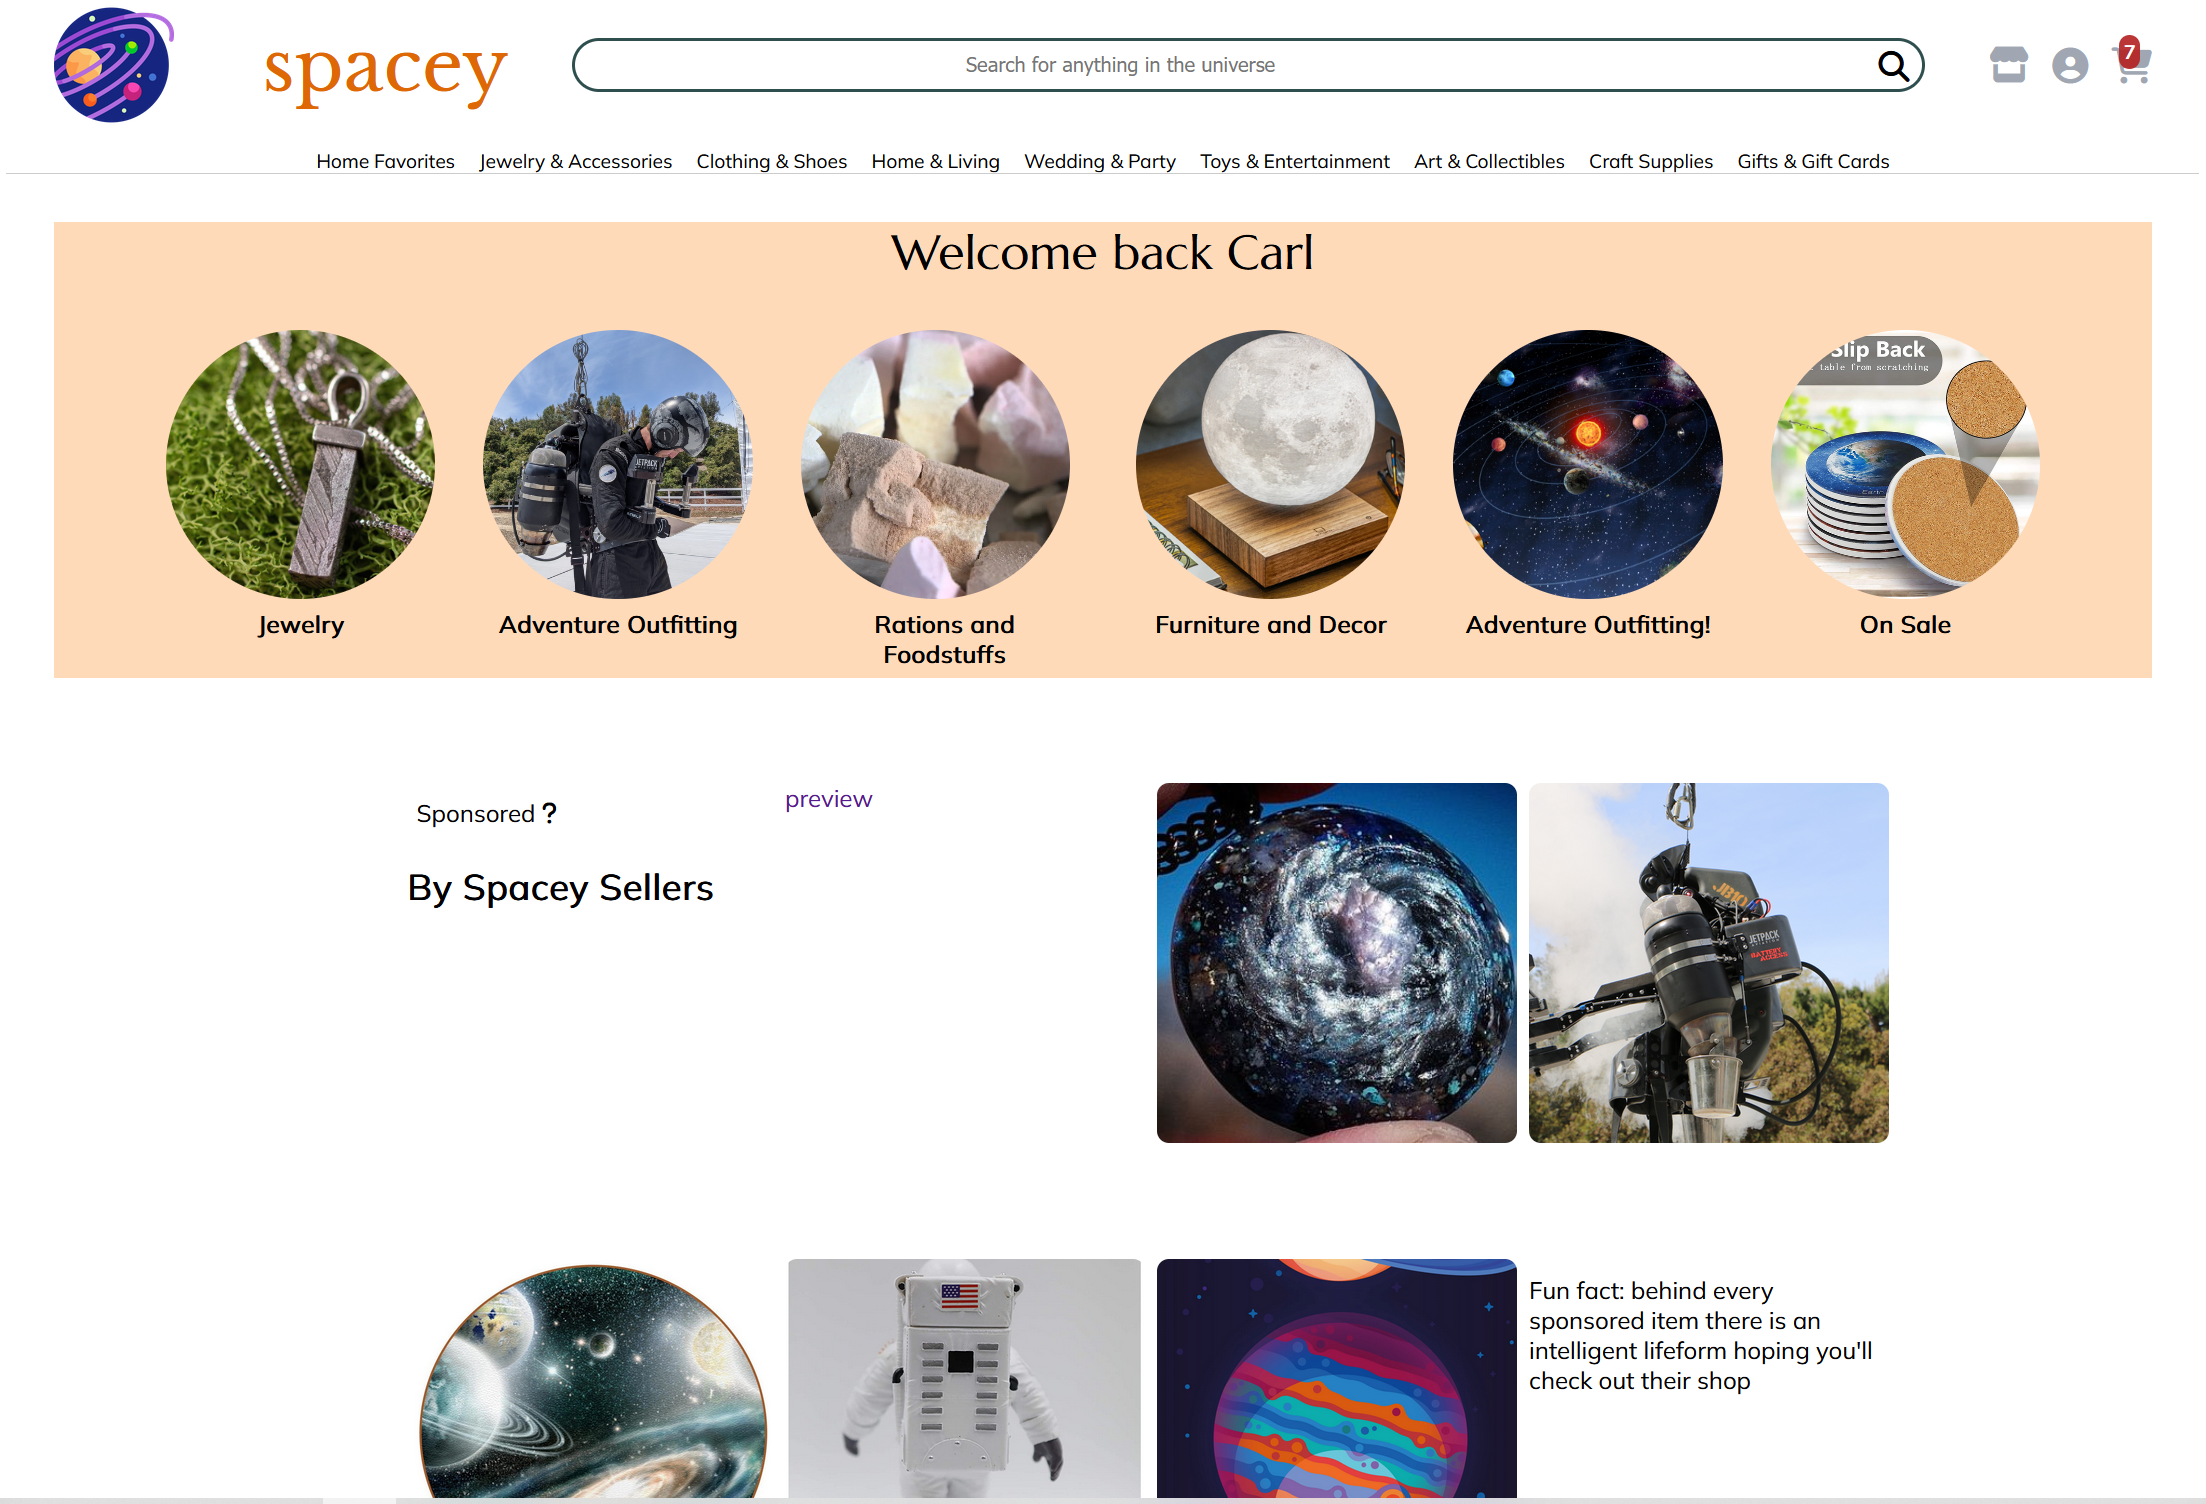 spacey
Search for anything in the universe
7
Home Favorites Jewelry & Accessories Clothing & Shoes Home & Living Wedding & Party Toys & Entertainment Art & Collectibles Craft Supplies Gifts & Gift Cards
Welcome back Carl
JETPACK
Slip Back
table from scratching
Jewelry
Adventure Outfitting
Rations and
Foodstuffs
Furniture and Decor
Adventure Outfitting!
On Sale
Sponsored ?
preview
By Spacey Sellers
JB10
JETPACK
BATTERY
ACCESS
Fun fact: behind every
sponsored item there is an
intelligent lifeform hoping you'll
check out their shop